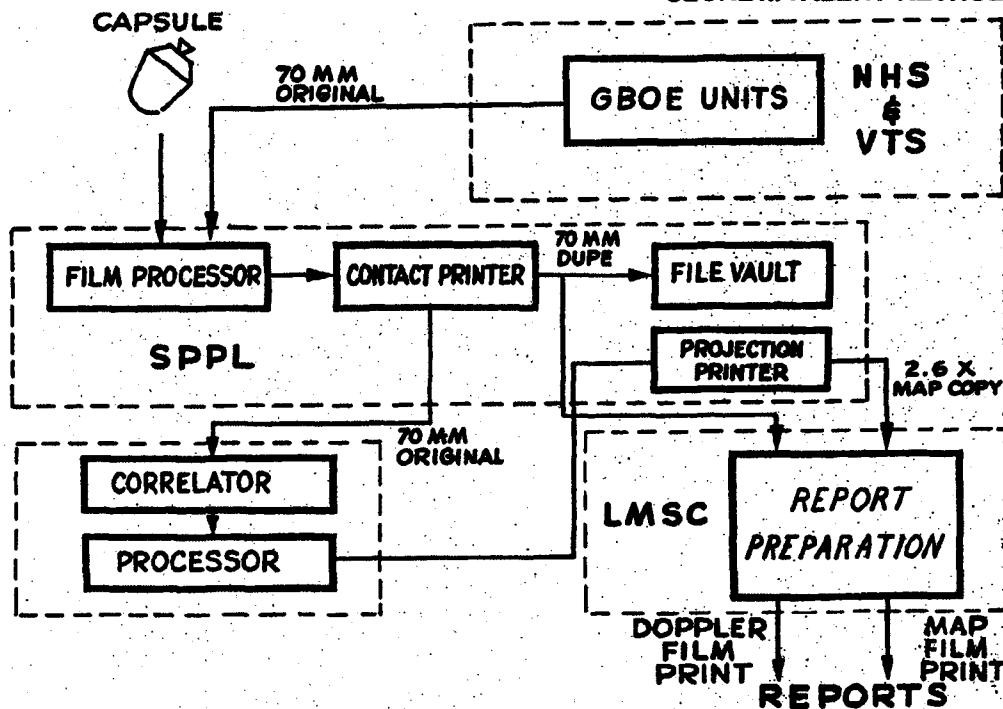 CAPSULE
70 MM
ORIGINAL
GBOE UNITS
NHS
&
VTS
FILM PROCESSOR
CONTACT PRINTER
70 MM
DUPE
FILE VAULT
SPPL
PROJECTION
PRINTER
2.6 X
MAP COPY
70 MM
ORIGINAL
CORRELATOR
PROCESSOR
LMSC
REPORT
PREPARATION
DOPPLER
FILM
PRINT
MAP
FILM
PRINT
REPORTS